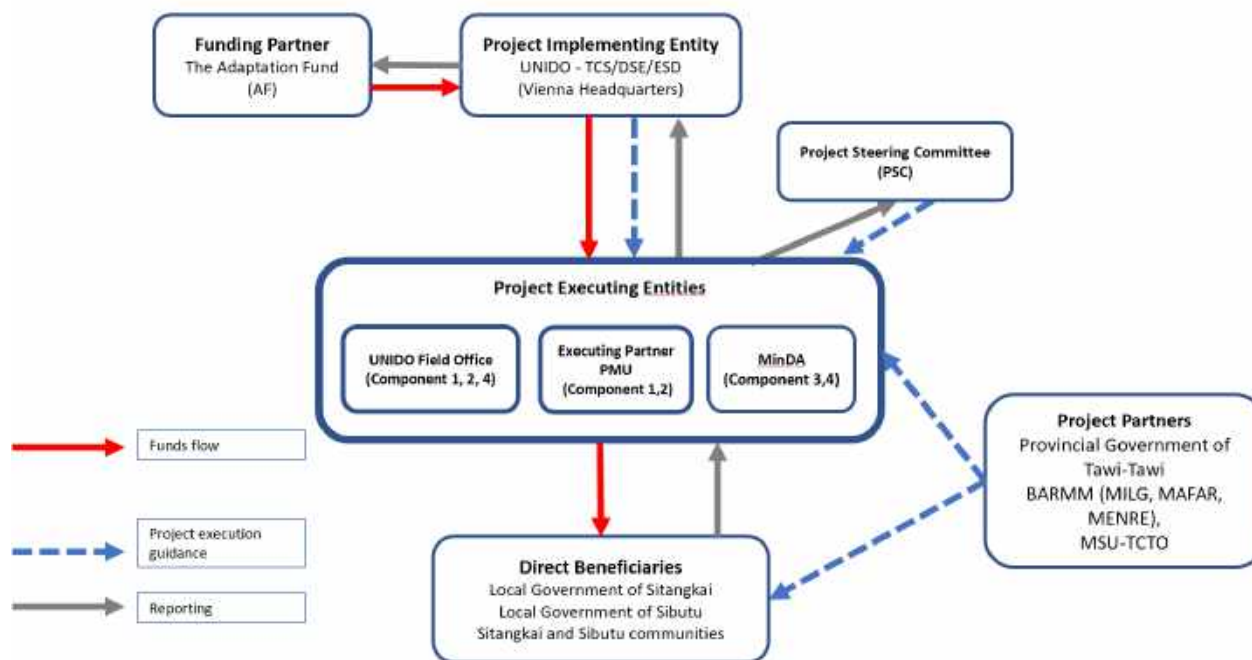 Funding Partner
The Adaptation Fund
(AF)
Project Implementing Entity
UNIDO - TCS/DSE/ESD
(Vienna Headquarters)
Project Steering Committee
(PSC)
Project Executing Entities
UNIDO Field Office
(Component 1, 2, 4)
Executing Partner
PMU
(Component 1,2)
MinDA
(Component 3,4)
Funds flow
Project execution
guidance
Reporting
Project Partners
Provincial Government of
Tawi-Tawi
BARMM (MILG, MAFAR,
MENRE),
MSU-TCTO
Direct Beneficiaries
Local Government of Sitangkai
Local Government of Sibutu
Sitangkai and Sibutu communities